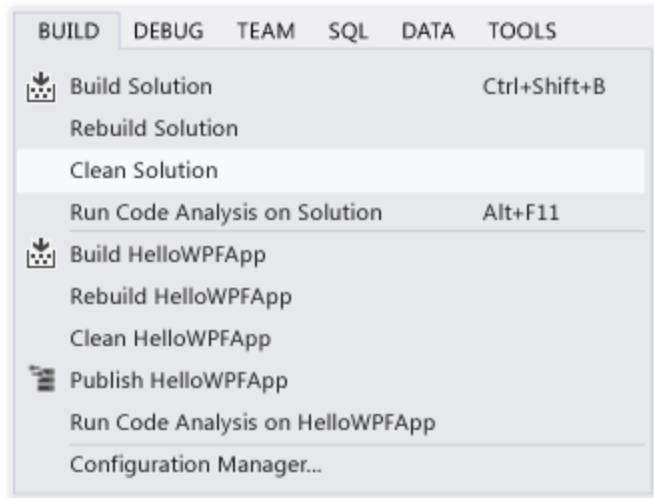 BUILD DEBUG TEAM SQL DATA TOOLS
Build Solution Ctrl+Shift+B
Rebuild Solution
Clean Solution
Run Code Analysis on Solution Alt+F11
Build HelloWPFApp
Rebuild HelloWPFApp
Clean HelloWPFApp
Publish HelloWPFApp
Run Code Analysis on HelloWPFApp
Configuration Manager...